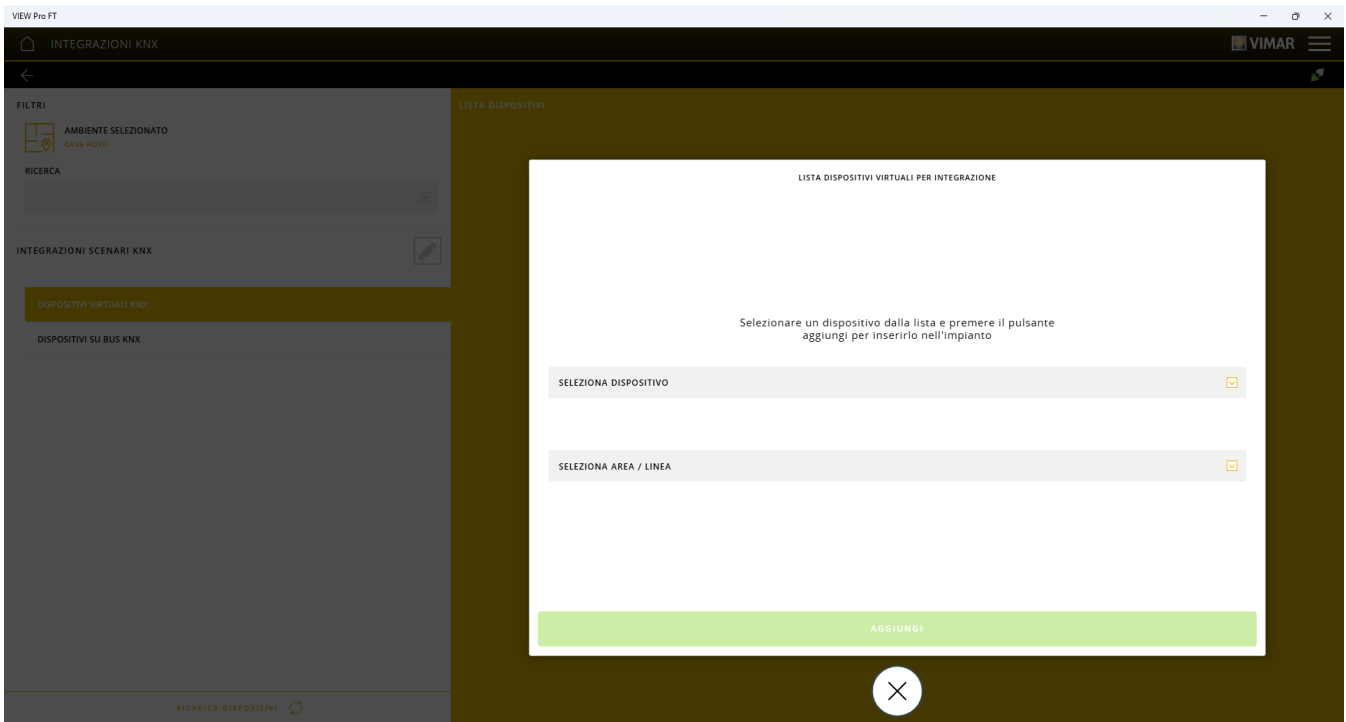 VIEW Pro FT
INTEGRAZIONI KNX
VIMAR
FILTRI
AMBIENTE SELEZIONATO
CASA ROSSI
RICERCA
INTEGRAZIONI SCENARI KNX
DISPOSITIVI VIRTUALI KNX
DISPOSITIVI SU BUS KNX
RICARICA DISPOSITIVI
LISTA DISPOSITIVI
LISTA DISPOSITIVI VIRTUALI PER INTEGRAZIONE
Selezionare un dispositivo dalla lista e premere il pulsante
aggiungi per inserirlo nell'impianto
SELEZIONA DISPOSITIVO
SELEZIONA AREA / LINEA
AGGIUNGI